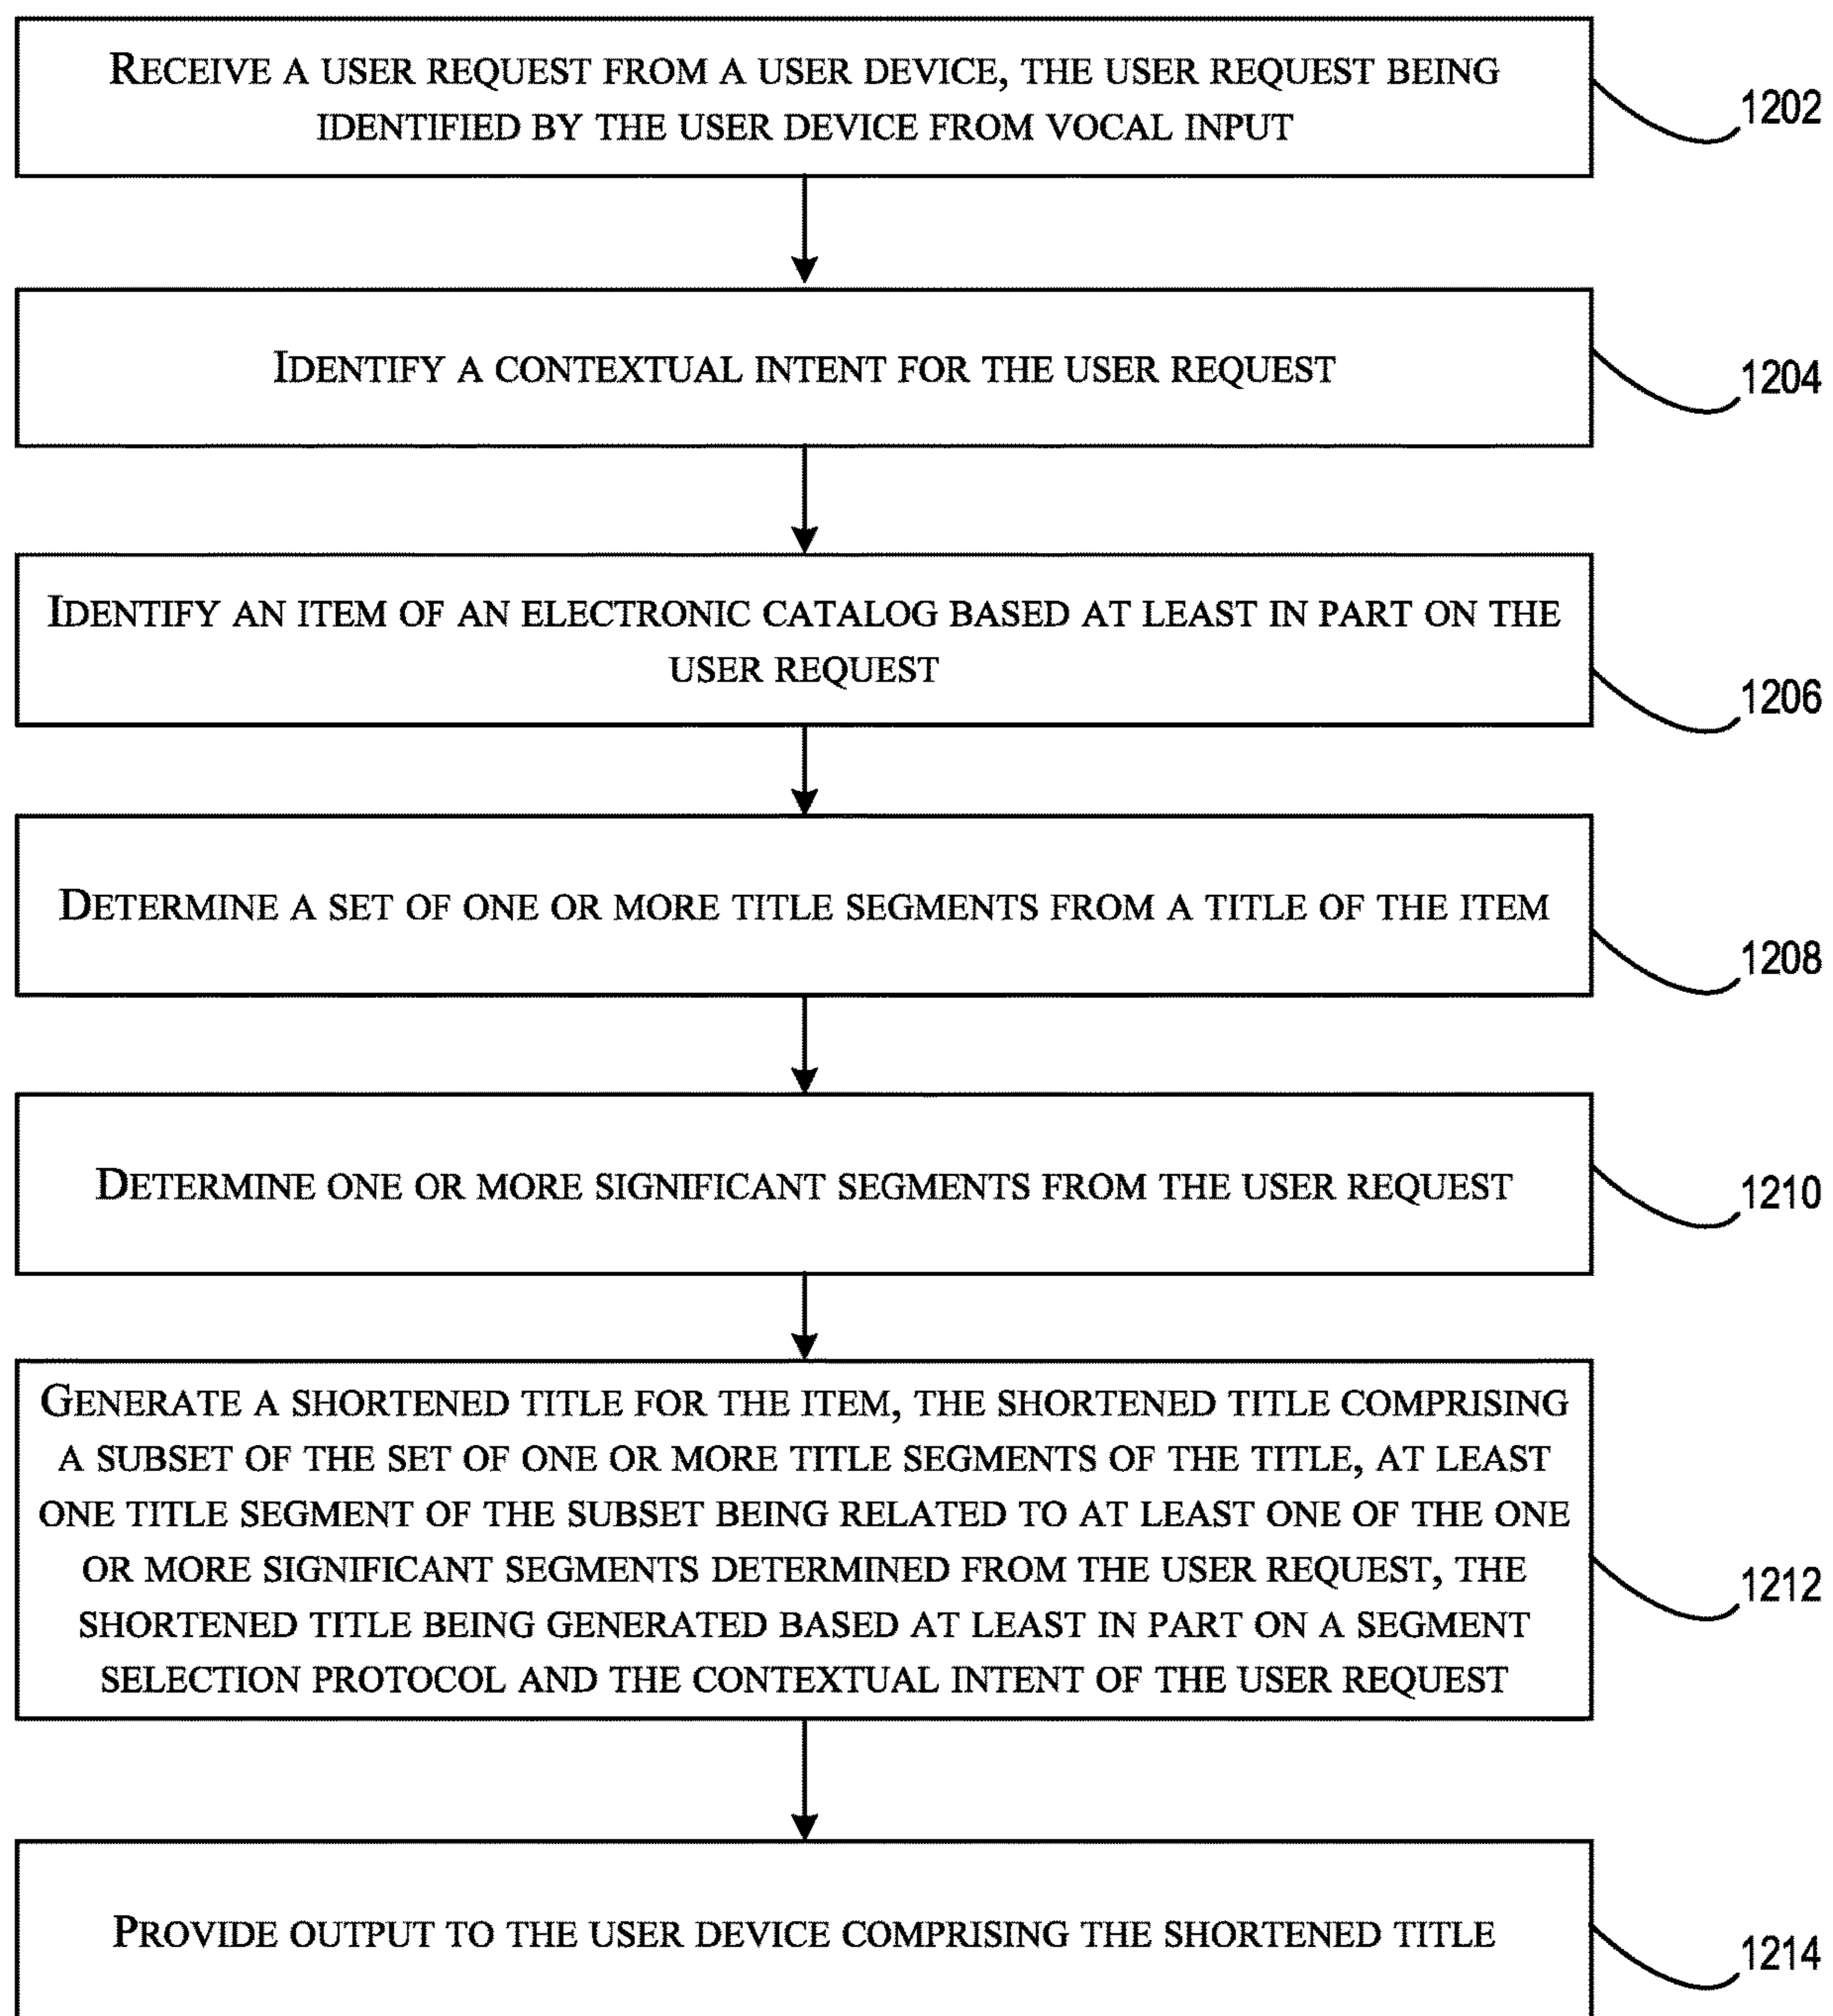 RECEIVE A USER REQUEST FROM A USER DEVICE, THE USER REQUEST BEING
IDENTIFIED BY THE USER DEVICE FROM VOCAL INPUT
1202
IDENTIFY A CONTEXTUAL INTENT FOR THE USER REQUEST
1204
IDENTIFY AN ITEM OF AN ELECTRONIC CATALOG BASED AT LEAST IN PART ON THE
USER REQUEST
1206
DETERMINE A SET OF ONE OR MORE TITLE SEGMENTS FROM A TITLE OF THE ITEM
1208
DETERMINE ONE OR MORE SIGNIFICANT SEGMENTS FROM THE USER REQUEST
1210
GENERATE A SHORTENED TITLE FOR THE ITEM, THE SHORTENED TITLE COMPRISING
A SUBSET OF THE SET OF ONE OR MORE TITLE SEGMENTS OF THE TITLE, AT LEAST
ONE TITLE SEGMENT OF THE SUBSET BEING RELATED TO AT LEAST ONE OF THE ONE
OR MORE SIGNIFICANT SEGMENTS DETERMINED FROM THE USER REQUEST, THE
SHORTENED TITLE BEING GENERATED BASED AT LEAST IN PART ON A SEGMENT
SELECTION PROTOCOL AND THE CONTEXTUAL INTENT OF THE USER REQUEST
1212
PROVIDE OUTPUT TO THE USER DEVICE COMPRISING THE SHORTENED TITLE
1214